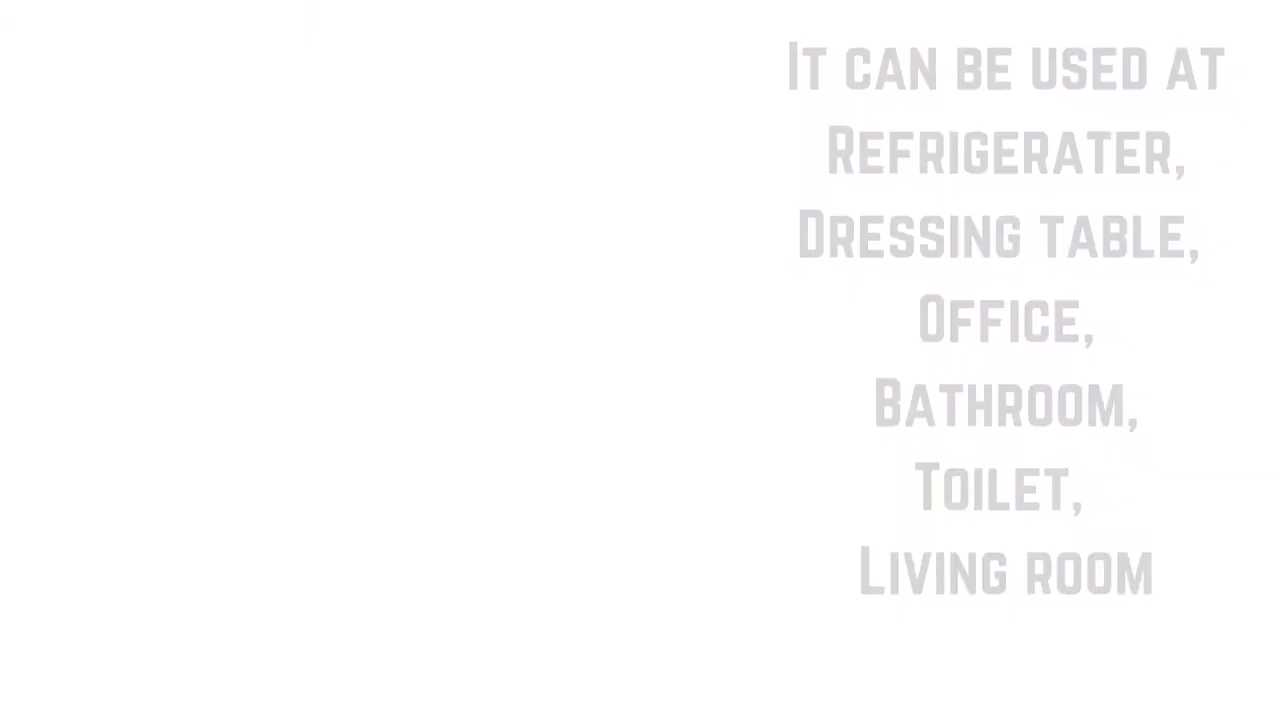 It can be used at
Refrigerater,
Dressing table,
Office,
Bathroom,
Toilet,
Living room